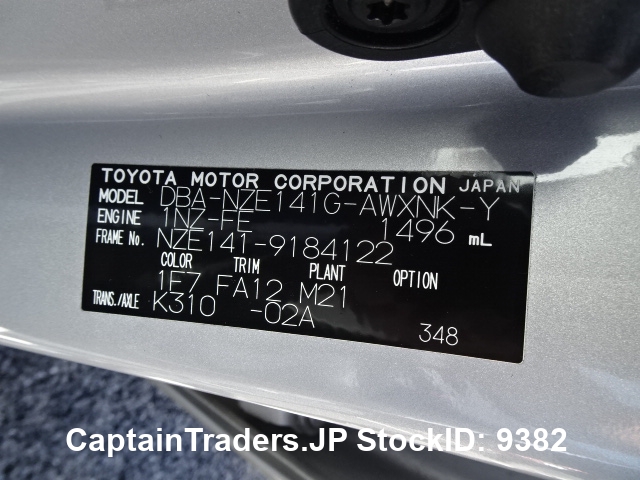 TOYOTA MOTOR CORPORATION JAPAN
MODEL DBA-NZE141G-AWXNK-Y
ENGINE 1NZ-FE 1496 mL
FRAME No. NZE141-9184122
COLOR TRIM PLANT OPTION
1E7 FA12 M21
TRANS./AXLE K310 -02A
348
CaptainTraders.JP StockID: 9382